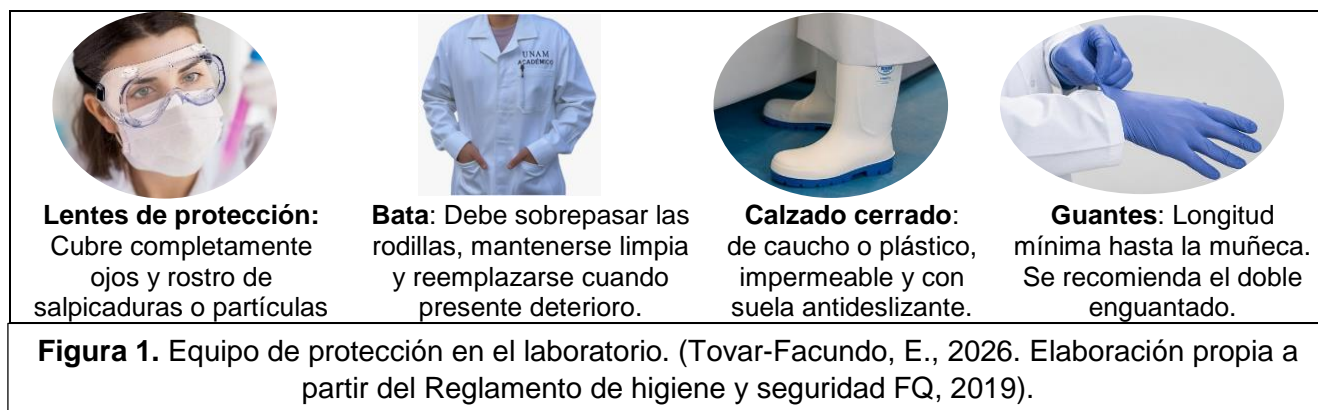 UNAM
ACADÉMICO
Lentes de protección:
Cubre completamente
ojos y rostro de
salpicaduras o partículas
Bata: Debe sobrepasar las
rodillas, mantenerse limpia
y reemplazarse cuando
presente deterioro.
Calzado cerrado:
de caucho o plástico,
impermeable y con
suela antideslizante.
Guantes: Longitud
mínima hasta la muñeca.
Se recomienda el doble
enguantado.
Figura 1. Equipo de protección en el laboratorio. (Tovar-Facundo, E., 2026. Elaboración propia a
partir del Reglamento de higiene y seguridad FQ, 2019).